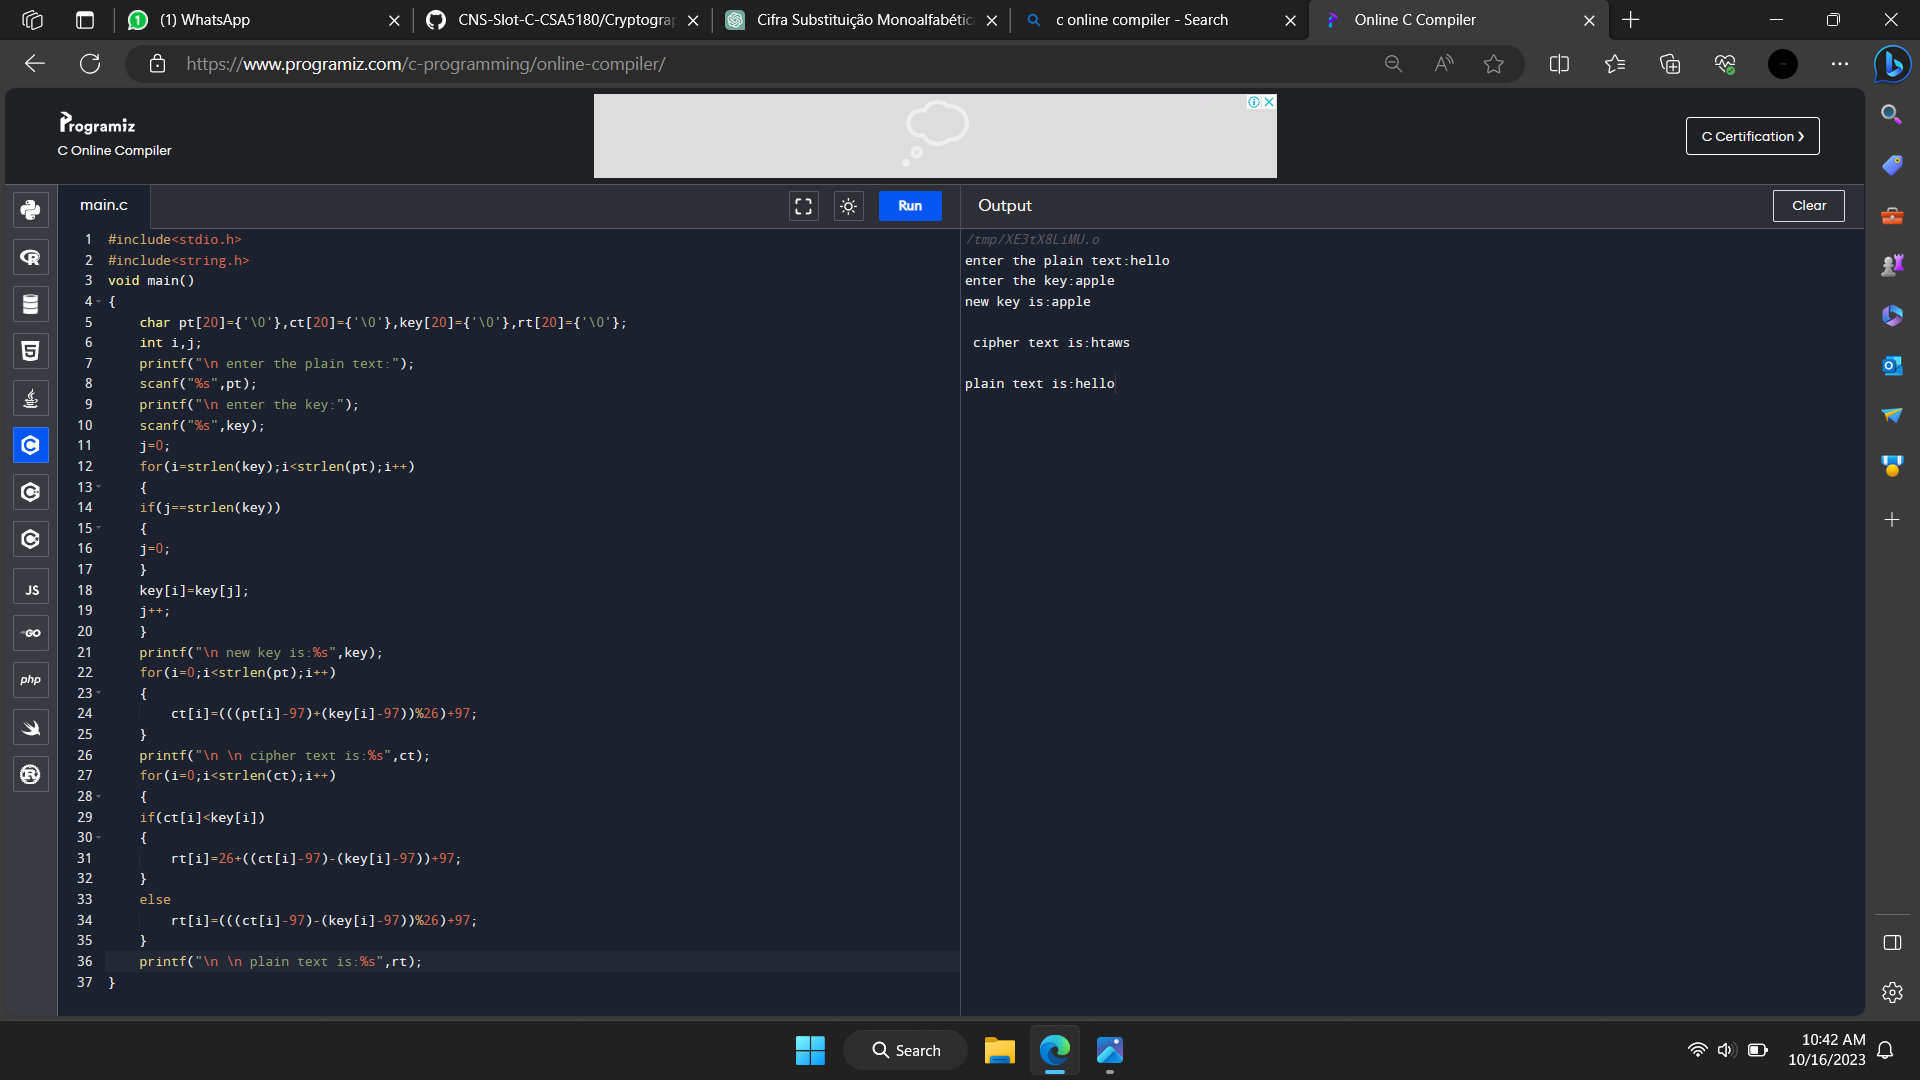 (1) WhatsApp
CNS-Slot-C-CSA5180/Cryptogra
Cifra Substituição Monoalfabétic
c online compiler - Search
Online C Compiler
https://www.programiz.com/c-programming/online-compiler/
Programiz
C Online Compiler
C Certification >
main.c
Run
Output
Clear
1 #include<stdio.h>
2 #include<string.h>
3 void main()
4 {
5 char pt[20]={'\0'},ct[20]={'\0'},key[20]={'\0'},rt[20]={'\0'};
6 int i,j;
7 printf("\n enter the plain text:");
8 scanf("%s",pt);
9 printf("\n enter the key:");
10 scanf("%s",key);
11 j=0;
12 for(i=strlen(key);i<strlen(pt);i++)
13 {
14 if(j==strlen(key))
15 {
16 j=0;
17 }
18 key[i]=key[j];
19 j++;
20 }
21 printf("\n new key is:%s",key);
22 for(i=0;i<strlen(pt);i++)
23 {
24 ct[i]=(((pt[i]-97)+(key[i]-97))%26)+97;
25 }
26 printf("\n \n cipher text is:%s",ct);
27 for(i=0;i<strlen(ct);i++)
28 {
29 if(ct[i]<key[i])
30 {
31 rt[i]=26+((ct[i]-97)-(key[i]-97))+97;
32 }
33 else
34 rt[i]=(((ct[i]-97)-(key[i]-97))%26)+97;
35 }
36 printf("\n \n plain text is:%s",rt);
37 }
/tmp/XE3tX8LiMU.o
enter the plain text:hello
enter the key:apple
new key is:apple
cipher text is:htaws
plain text is:hello
JS
GO
php
Search
10:42 AM
10/16/2023